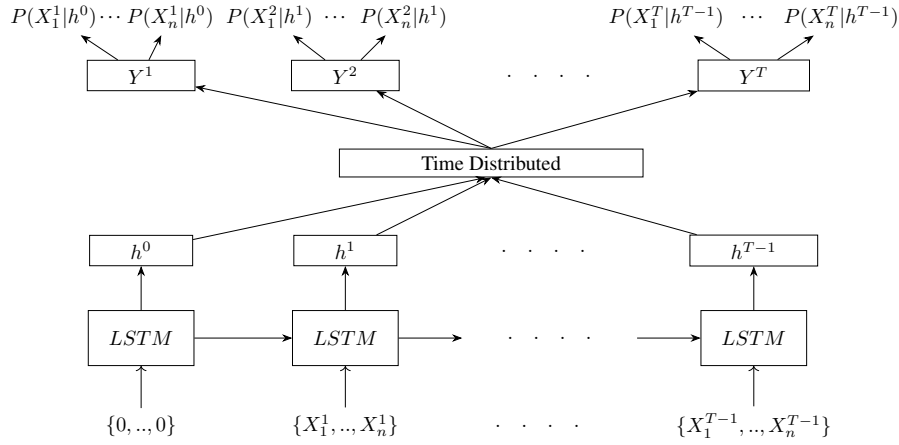 P(X_1^1|h^0) ··· P(X_n^1|h^0) P(X_1^2|h^1) ··· P(X_n^2|h^1) P(X_1^T|h^{T−1}) ··· P(X_n^T|h^{T−1})
Y^1 Y^2 · · · · Y^T
Time Distributed
h^0 h^1 · · · · h^{T−1}
LSTM LSTM · · · · LSTM
{0, .., 0} {X_1^1, .., X_n^1} · · · · {X_1^{T−1}, .., X_n^{T−1}}